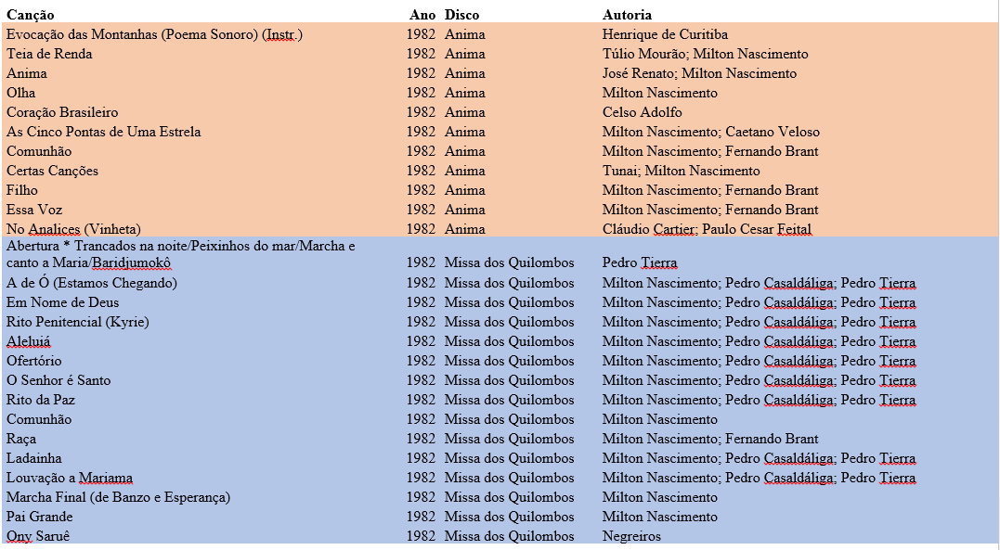 Canção Ano Disco Autoria
Evocação das Montanhas (Poema Sonoro) (Instr.) 1982 Anima Henrique de Curitiba
Teia de Renda 1982 Anima Túlio Mourão; Milton Nascimento
Anima 1982 Anima José Renato; Milton Nascimento
Olha 1982 Anima Milton Nascimento
Coração Brasileiro 1982 Anima Celso Adolfo
As Cinco Pontas de Uma Estrela 1982 Anima Milton Nascimento; Caetano Veloso
Comunhão 1982 Anima Milton Nascimento; Fernando Brant
Certas Canções 1982 Anima Tunai; Milton Nascimento
Filho 1982 Anima Milton Nascimento; Fernando Brant
Essa Voz 1982 Anima Milton Nascimento; Fernando Brant
No Analices (Vinheta) 1982 Anima Cláudio Cartier; Paulo Cesar Feital
Abertura * Trancados na noite/Peixinhos do mar/Marcha e
canto a Maria/Baridjumokô 1982 Missa dos Quilombos Pedro Tierra
A de Ó (Estamos Chegando) 1982 Missa dos Quilombos Milton Nascimento; Pedro Casaldáliga; Pedro Tierra
Em Nome de Deus 1982 Missa dos Quilombos Milton Nascimento; Pedro Casaldáliga; Pedro Tierra
Rito Penitencial (Kyrie) 1982 Missa dos Quilombos Milton Nascimento; Pedro Casaldáliga; Pedro Tierra
Aleluiá 1982 Missa dos Quilombos Milton Nascimento; Pedro Casaldáliga; Pedro Tierra
Ofertório 1982 Missa dos Quilombos Milton Nascimento; Pedro Casaldáliga; Pedro Tierra
O Senhor é Santo 1982 Missa dos Quilombos Milton Nascimento; Pedro Casaldáliga; Pedro Tierra
Rito da Paz 1982 Missa dos Quilombos Milton Nascimento; Pedro Casaldáliga; Pedro Tierra
Comunhão 1982 Missa dos Quilombos Milton Nascimento
Raça 1982 Missa dos Quilombos Milton Nascimento; Fernando Brant
Ladainha 1982 Missa dos Quilombos Milton Nascimento; Pedro Casaldáliga; Pedro Tierra
Louvação a Mariama 1982 Missa dos Quilombos Milton Nascimento; Pedro Casaldáliga; Pedro Tierra
Marcha Final (de Banzo e Esperança) 1982 Missa dos Quilombos Milton Nascimento
Pai Grande 1982 Missa dos Quilombos Milton Nascimento
Ony Saruê 1982 Missa dos Quilombos Negreiros